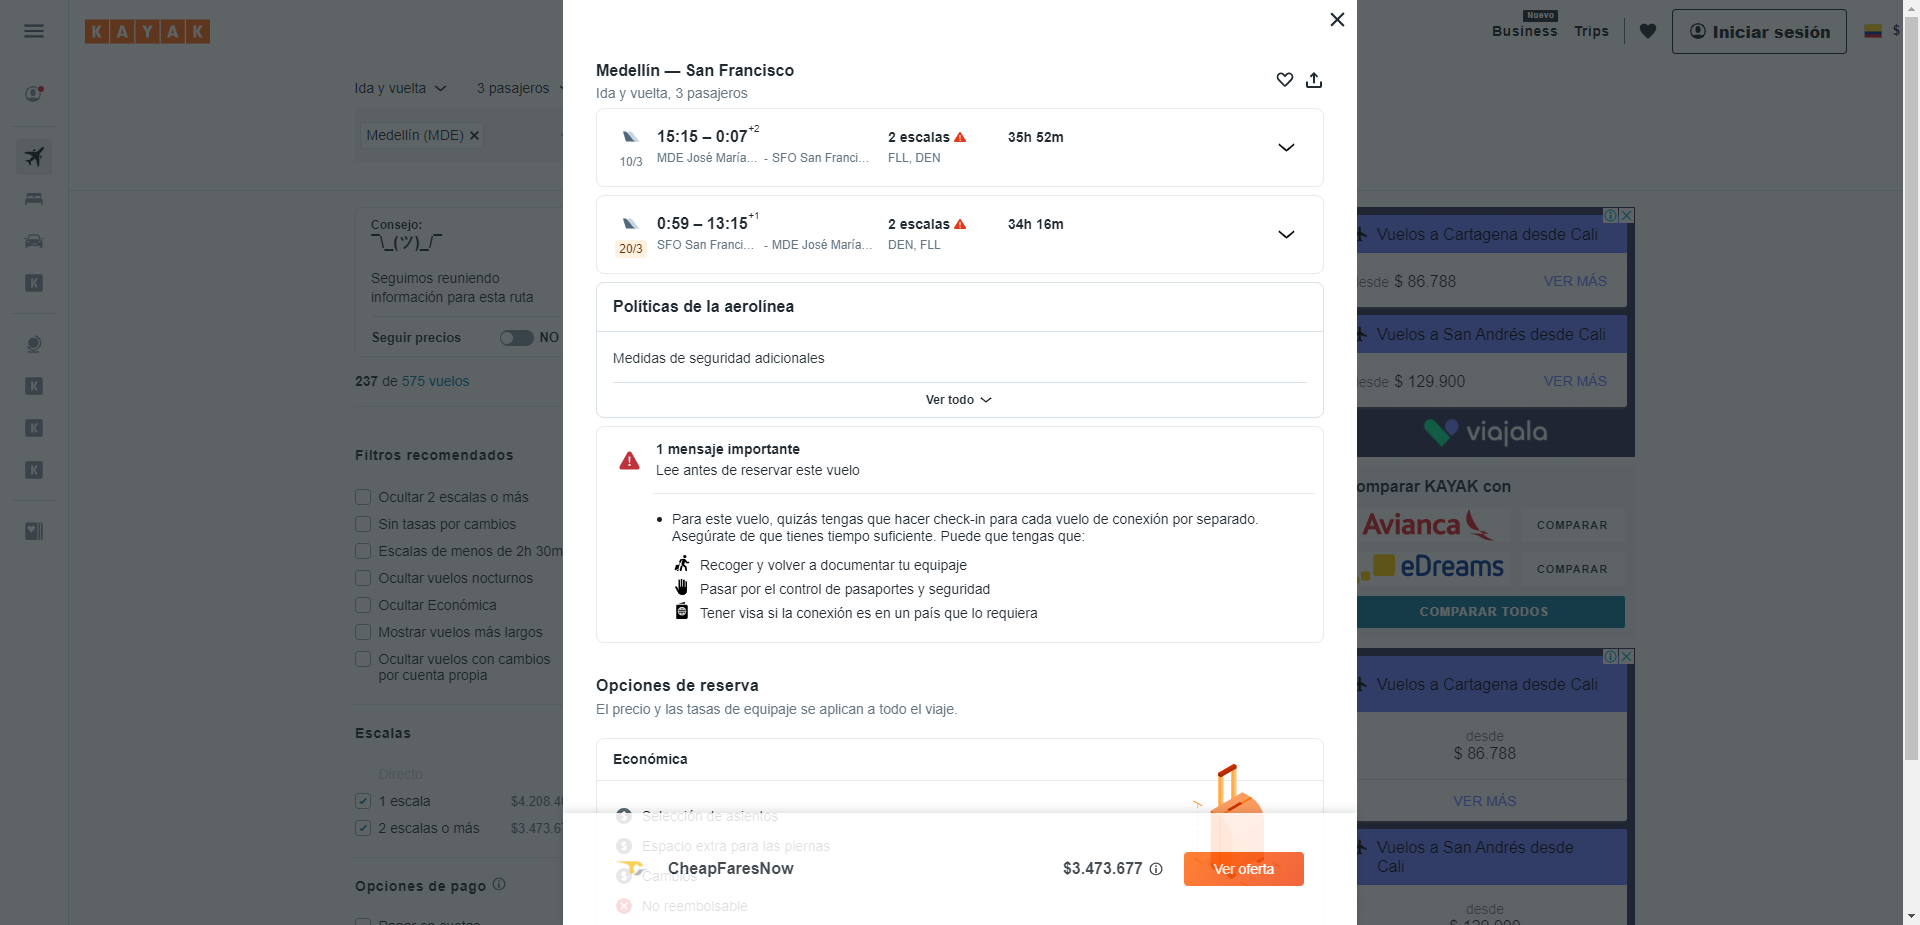 KAYAK
Ida y vuelta
3 pasajeros
Medellín (MDE)
Nuevo
Business
Trips
Iniciar sesión
$
Consejo:
¯\_(ツ)_/¯
Seguimos reuniendo
información para esta ruta
Seguir precios
NO
237 de 575 vuelos
Filtros recomendados
Ocultar 2 escalas o más
Sin tasas por cambios
Escalas de menos de 2h 30m
Ocultar vuelos nocturnos
Ocultar Económica
Mostrar vuelos más largos
Ocultar vuelos con cambios
por cuenta propia
Escalas
Directo
1 escala
2 escalas o más
Opciones de pago
Medellín — San Francisco
Ida y vuelta, 3 pasajeros
15:15 – 0:07+2
2 escalas
35h 52m
10/3
MDE José María... - SFO San Franci...
FLL, DEN
0:59 – 13:15+1
2 escalas
34h 16m
20/3
SFO San Franci... - MDE José María...
DEN, FLL
Políticas de la aerolínea
Medidas de seguridad adicionales
Ver todo
1 mensaje importante
Lee antes de reservar este vuelo
Para este vuelo, quizás tengas que hacer check-in para cada vuelo de conexión por separado.
Asegúrate de que tienes tiempo suficiente. Puede que tengas que:
Recoger y volver a documentar tu equipaje
Pasar por el control de pasaportes y seguridad
Tener visa si la conexión es en un país que lo requiera
Opciones de reserva
El precio y las tasas de equipaje se aplican a todo el viaje.
Económica
Selección de asientos
Espacio extra para las piernas
Cambios
No reembolsable
CheapFaresNow
$3.473.677
Ver oferta
Vuelos a Cartagena desde Cali
$ 86.788
VER MÁS
Vuelos a San Andrés desde Cali
desde $ 129.900
VER MÁS
viajala
omparar KAYAK con
Avianca
COMPARAR
eDreams
COMPARAR
COMPARAR TODOS
Vuelos a Cartagena desde Cali
desde
$ 86.788
VER MÁS
Vuelos a San Andrés desde
Cali
desde